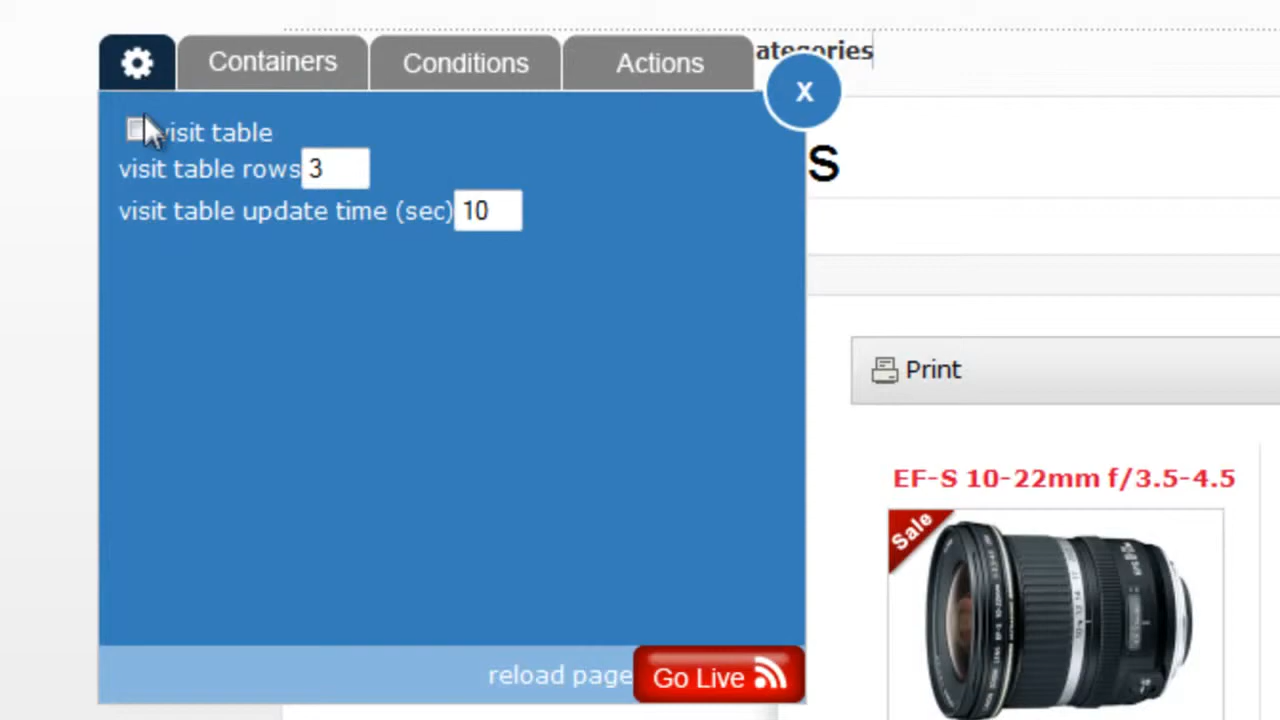 Containers
Conditions
Actions
ategories
x
visit table
s
visit table rows 3
visit table update time (sec) 10
Print
EF-S 10-22mm f/3.5-4.5
Sale
reload page
Go Live